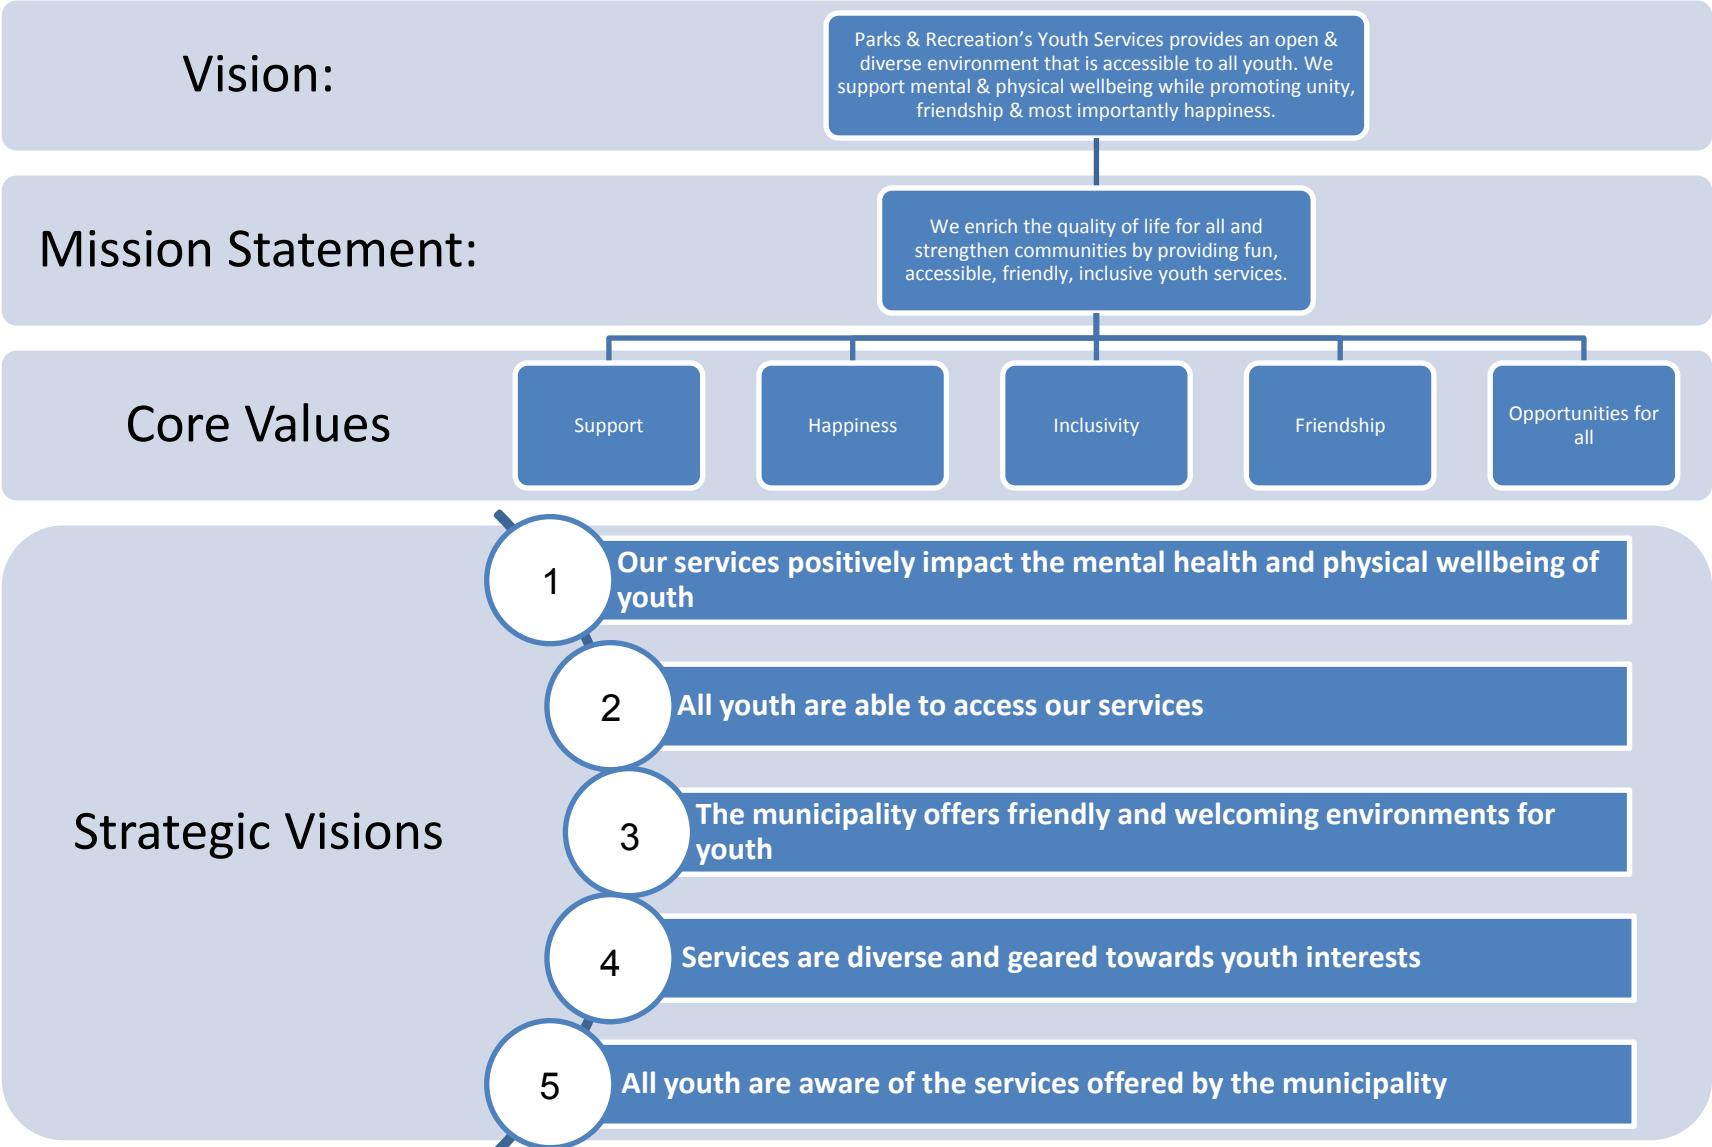 Vision:
Parks & Recreation’s Youth Services provides an open &
diverse environment that is accessible to all youth. We
support mental & physical wellbeing while promoting unity,
friendship & most importantly happiness.
Mission Statement:
We enrich the quality of life for all and
strengthen communities by providing fun,
accessible, friendly, inclusive youth services.
Core Values
Support
Happiness
Inclusivity
Friendship
Opportunities for
all
Strategic Visions
1
Our services positively impact the mental health and physical wellbeing of
youth
2
All youth are able to access our services
3
The municipality offers friendly and welcoming environments for
youth
4
Services are diverse and geared towards youth interests
5
All youth are aware of the services offered by the municipality